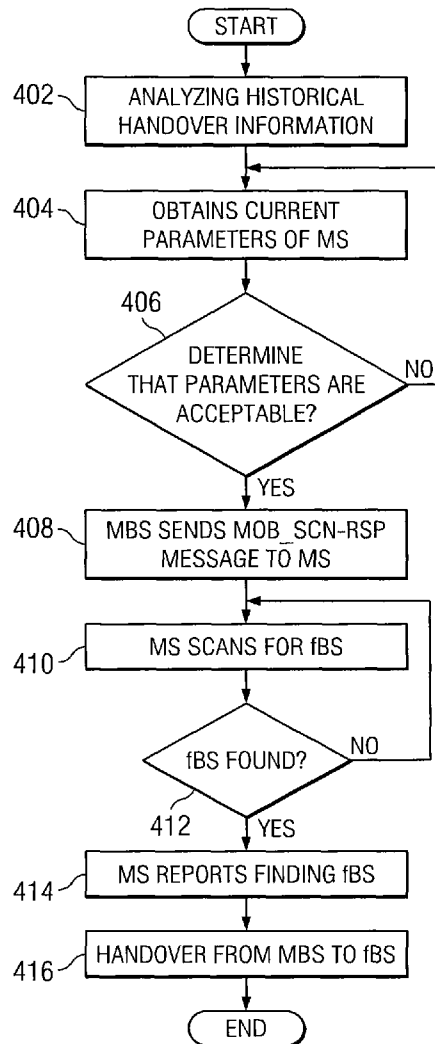 START
402
ANALYZING HISTORICAL
HANDOVER INFORMATION
404
OBTAINS CURRENT
PARAMETERS OF MS
406
DETERMINE
THAT PARAMETERS ARE
ACCEPTABLE?
NO
YES
408
MBS SENDS MOB_SCN-RSP
MESSAGE TO MS
410
MS SCANS FOR fBS
fBS FOUND?
NO
412
YES
414
MS REPORTS FINDING fBS
416
HANDOVER FROM MBS TO fBS
END